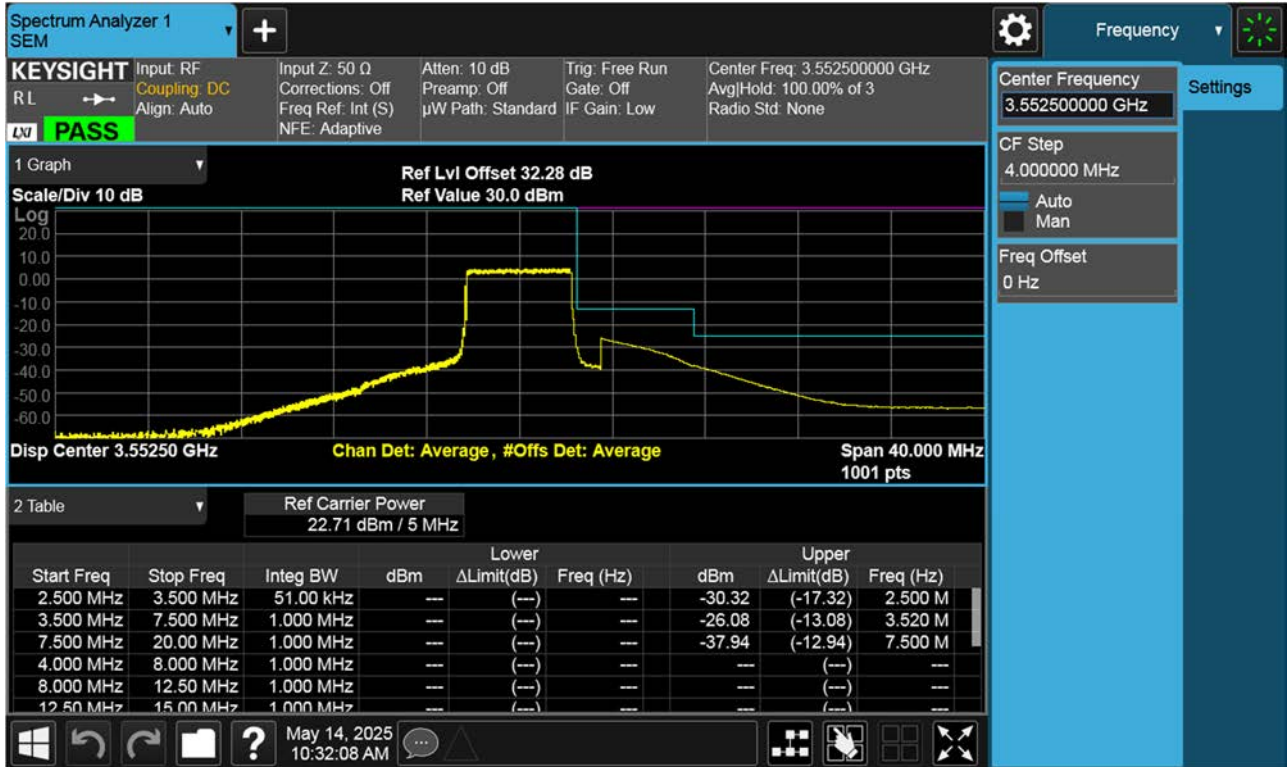 Spectrum Analyzer 1
SEM
Frequency
KEYSIGHT
R L
LXI
PASS
Input: RF
Coupling: DC
Align: Auto
Input Z: 50 Ω
Corrections: Off
Freq Ref: Int (S)
NFE: Adaptive
Atten: 10 dB
Preamp: Off
µW Path: Standard
Trig: Free Run
Gate: Off
IF Gain: Low
Center Freq: 3.552500000 GHz
Avg|Hold: 100.00% of 3
Radio Std: None
Center Frequency
3.552500000 GHz
Settings
CF Step
4.000000 MHz
Auto
Man
Freq Offset
0 Hz
1 Graph
Ref Lvl Offset 32.28 dB
Scale/Div 10 dB
Ref Value 30.0 dBm
Log
20.0
10.0
0.00
-10.0
-20.0
-30.0
-40.0
-50.0
-60.0
Disp Center 3.55250 GHz
Chan Det: Average, #Offs Det: Average
Span 40.000 MHz
1001 pts
2 Table
Ref Carrier Power
22.71 dBm / 5 MHz
Lower Upper
Start Freq Stop Freq Integ BW dBm ΔLimit(dB) Freq (Hz) dBm ΔLimit(dB) Freq (Hz)
2.500 MHz 3.500 MHz 51.00 kHz --- (---) --- -30.32 (-17.32) 2.500 M
3.500 MHz 7.500 MHz 1.000 MHz --- (---) --- -26.08 (-13.08) 3.520 M
7.500 MHz 20.00 MHz 1.000 MHz --- (---) --- -37.94 (-12.94) 7.500 M
4.000 MHz 8.000 MHz 1.000 MHz --- (---) --- --- (---) ---
8.000 MHz 12.50 MHz 1.000 MHz --- (---) --- --- (---) ---
12.50 MHz 15.00 MHz 1.000 MHz --- (---) --- --- (---) ---
?
May 14, 2025
10:32:08 AM